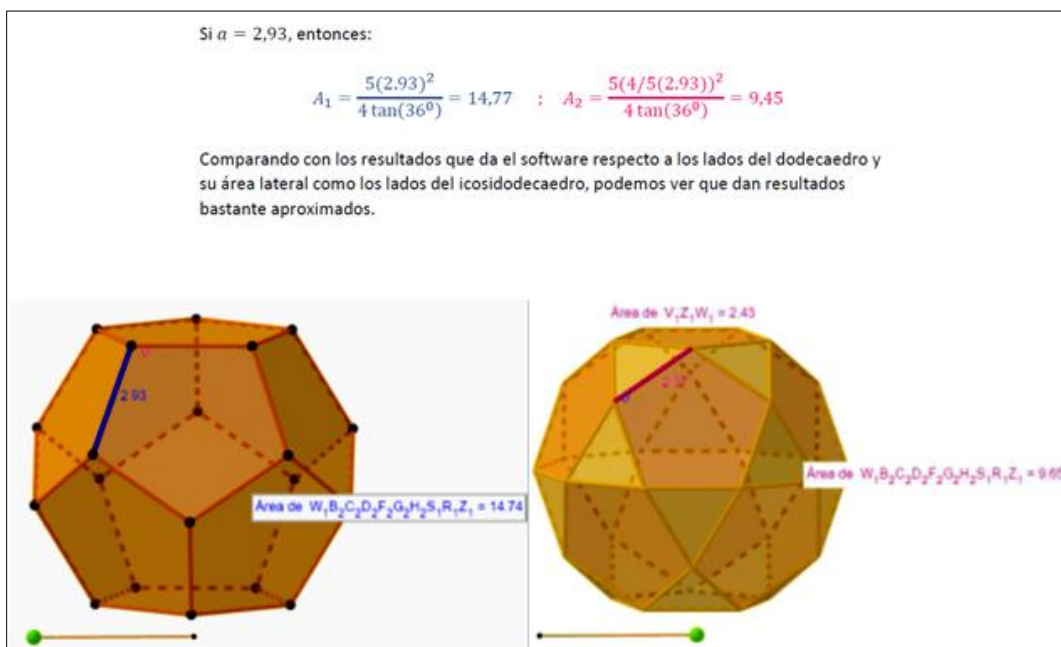 Si 𝑎 = 2,93, entonces:
A₁ = 5(2.93)² / 4 tan(36⁰) = 14,77 ; A₂ = 5(4/5(2.93))² / 4 tan(36⁰) = 9,45
Comparando con los resultados que da el software respecto a los lados del dodecaedro y
su área lateral como los lados del icosidodecaedro, podemos ver que dan resultados
bastante aproximados.
Área de V₁Z₁W₁ = 2.43
2.93
Área de W₁B₂C₂D₂F₂G₂H₂S₁R₁Z₁ = 14.74
Área de W₁B₂C₂D₂F₂G₂H₂S₁R₁Z₁ = 9.65